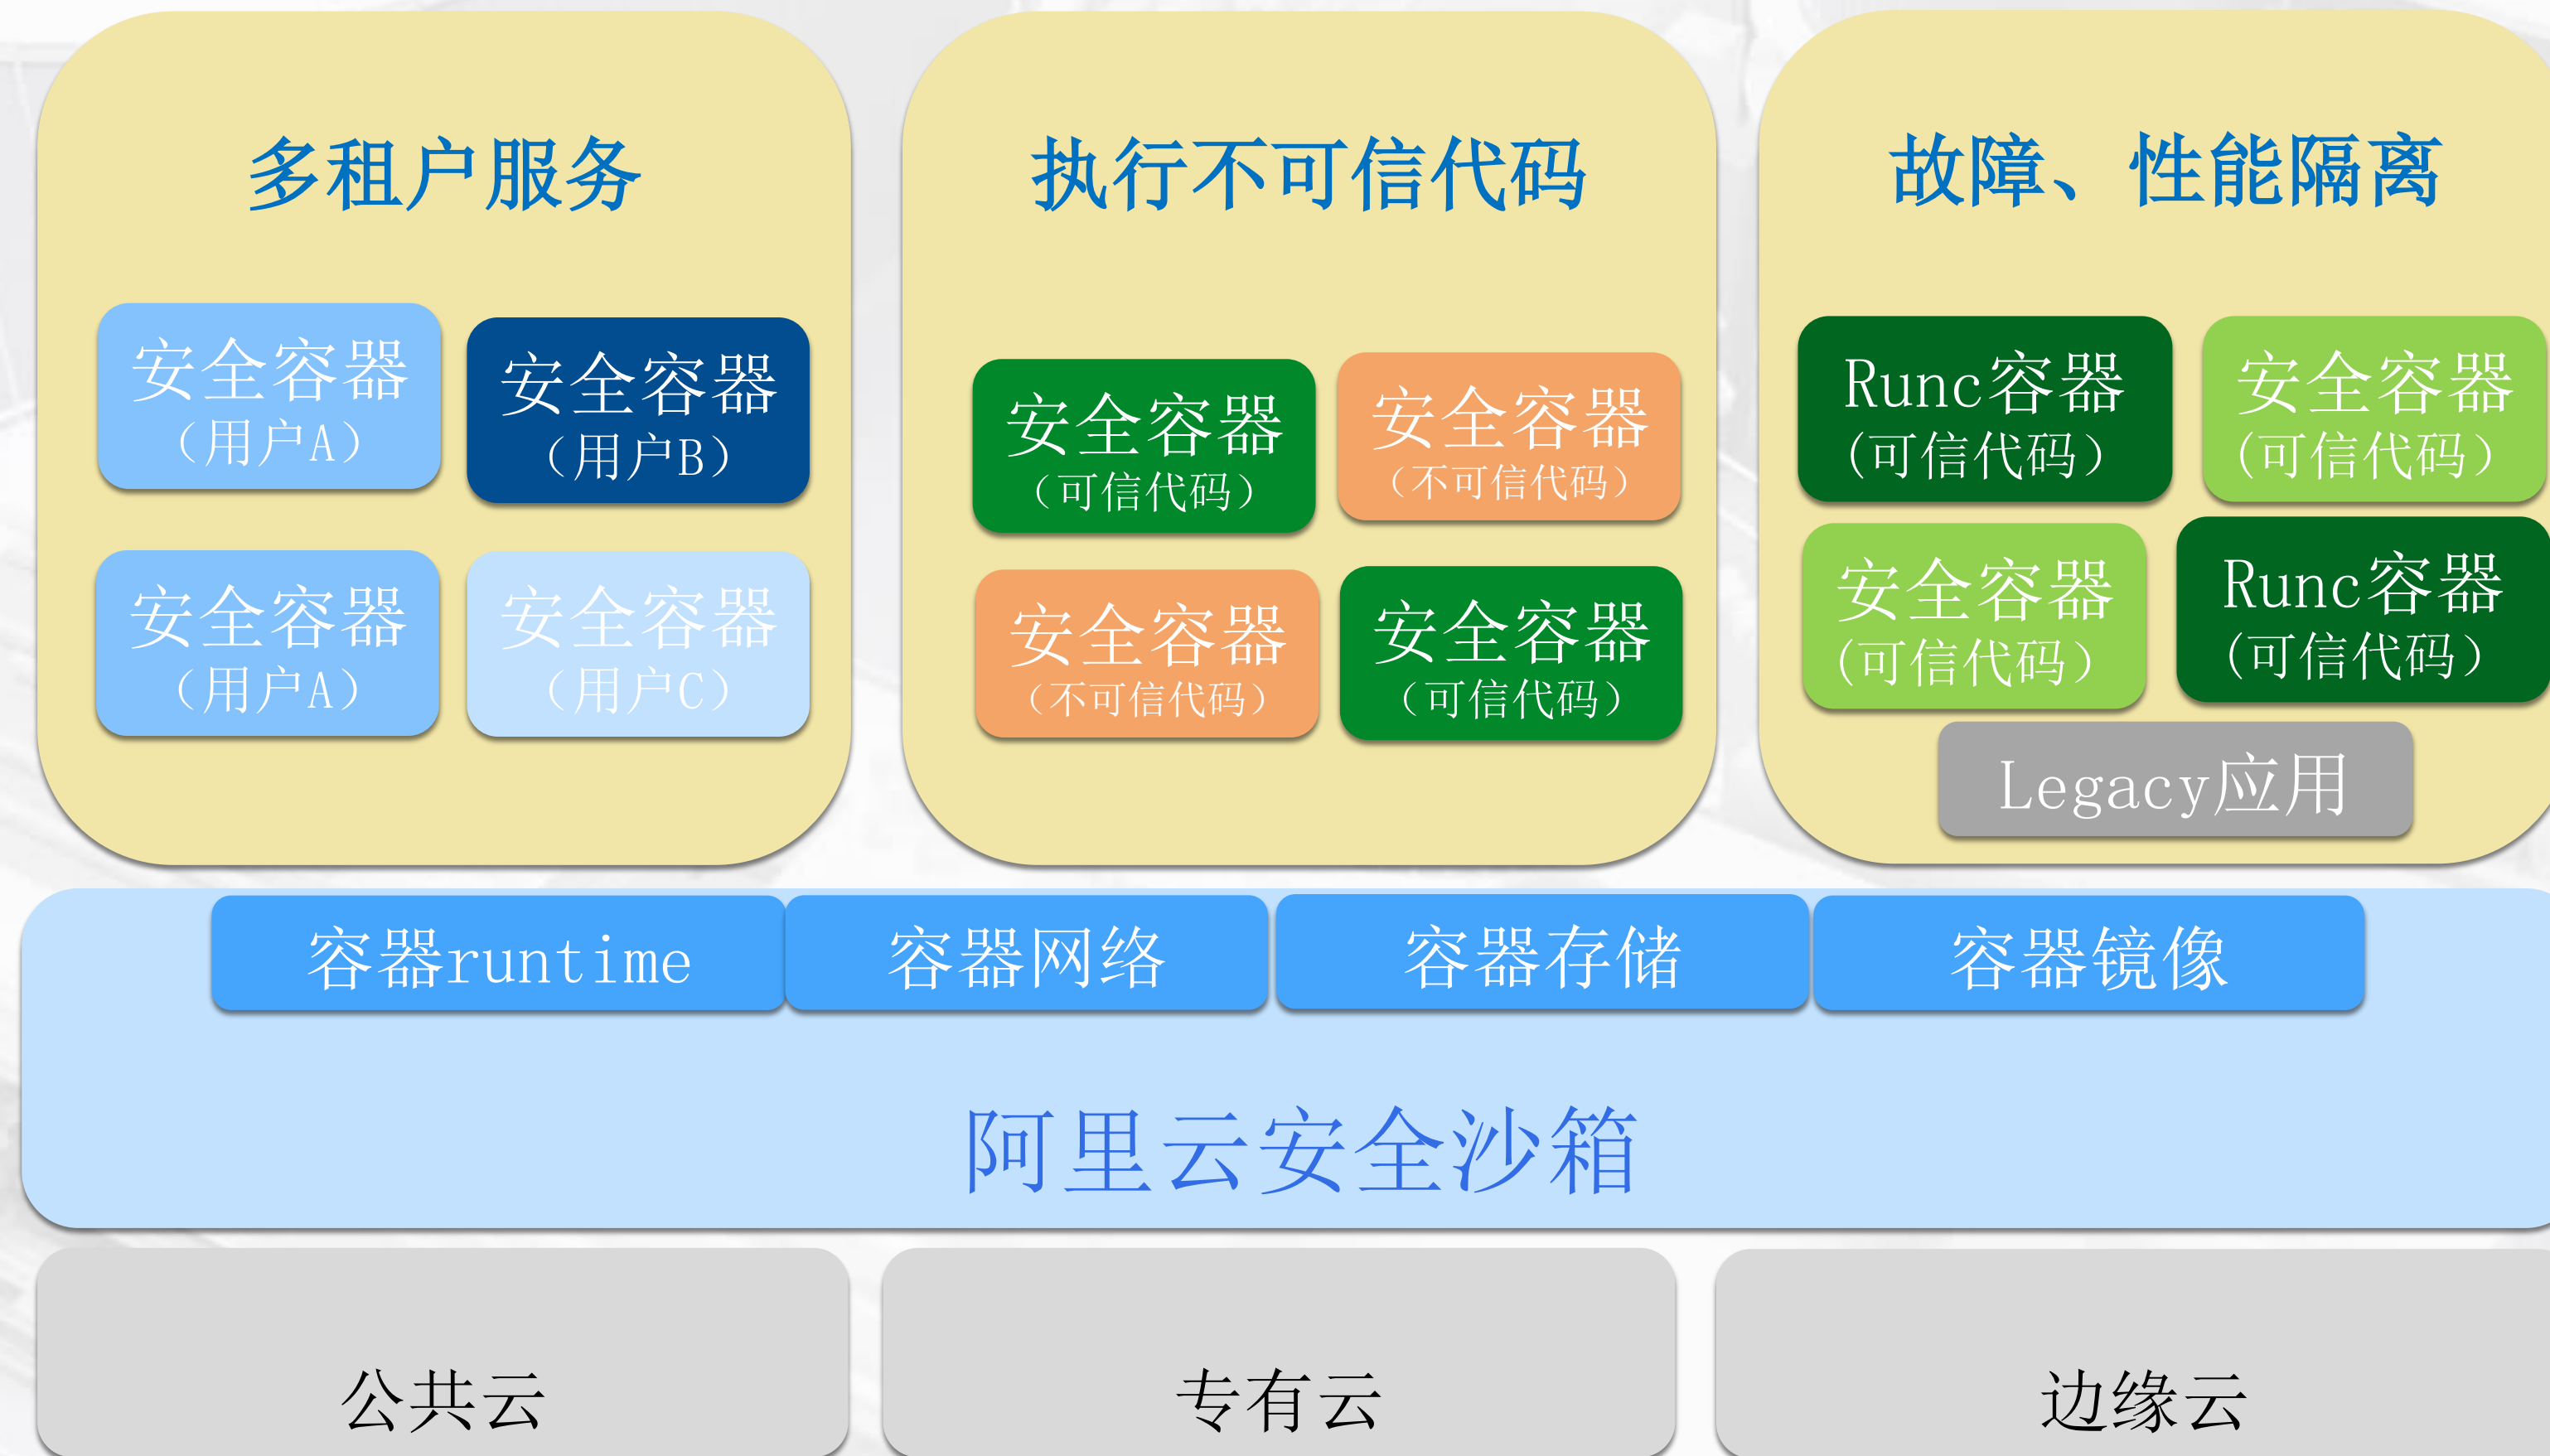 多租户服务
安全容器
（用户A）
安全容器
（用户B）
安全容器
（用户A）
安全容器
（用户C）
执行不可信代码
安全容器
（可信代码）
安全容器
（不可信代码）
安全容器
（不可信代码）
安全容器
（可信代码）
故障、性能隔离
Runc容器
(可信代码）
安全容器
(可信代码）
安全容器
(可信代码）
Runc容器
(可信代码）
Legacy应用
容器runtime
容器网络
容器存储
容器镜像
阿里云安全沙箱
公共云
专有云
边缘云